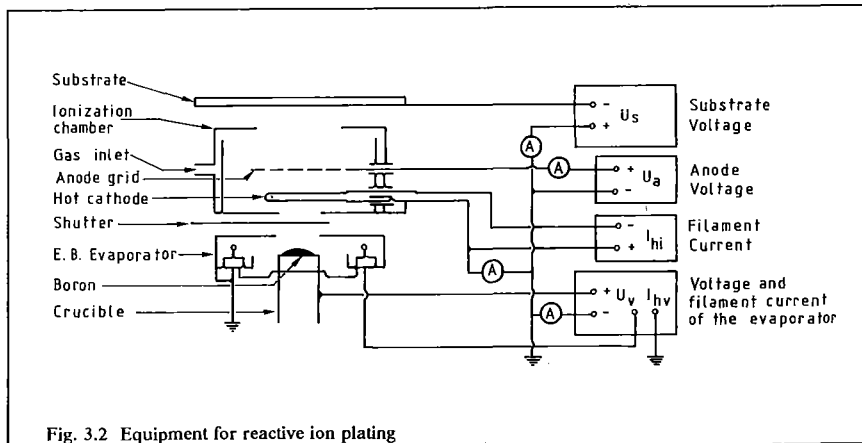 Substrate
Ionization
chamber
Gas inlet
Anode grid
Hot cathode
Shutter
E.B. Evaporator
Boron
Crucible
-
Us
+
Substrate
Voltage
A
A
+
Ua
-
Anode
Voltage
-
Ihi
+
Filament
Current
A
A
+
Uv
Ihv
-
Voltage and
filament current
of the evaporator
Fig. 3.2 Equipment for reactive ion plating